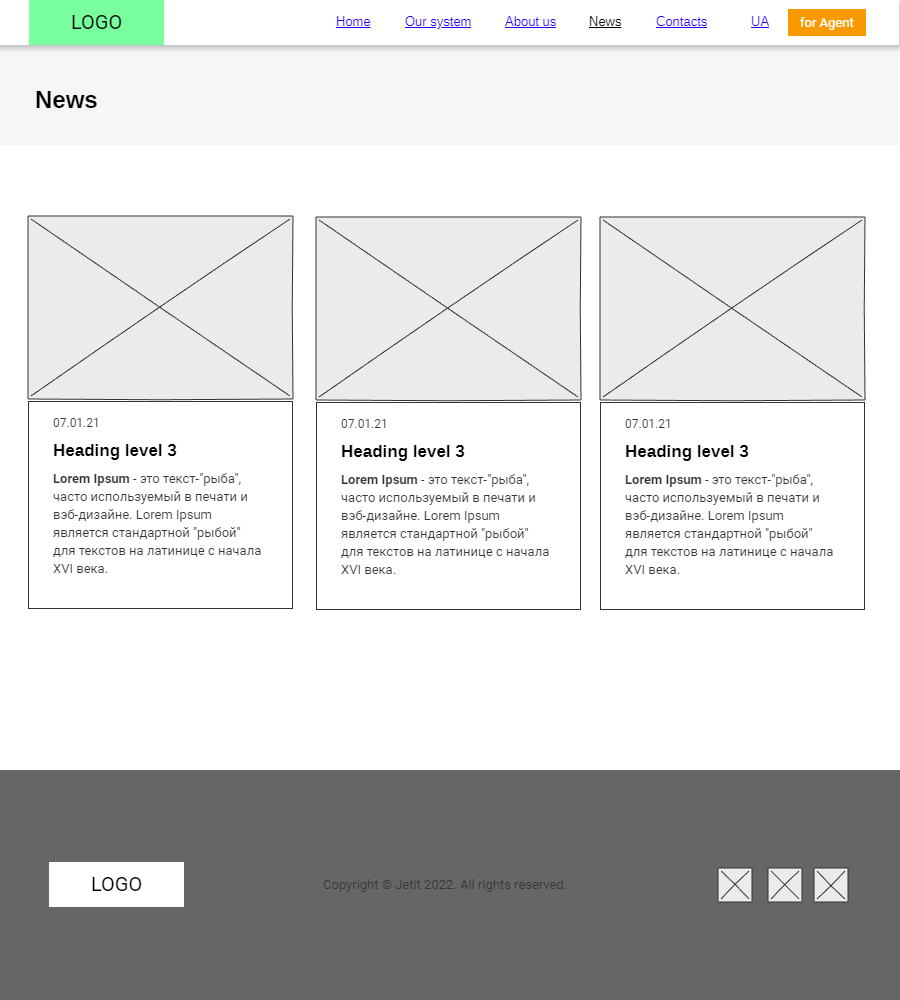 LOGO
Home Our system About us News Contacts UA for Agent
News
07.01.21
Heading level 3
Lorem Ipsum - это текст-"рыба",
часто используемый в печати и
вэб-дизайне. Lorem Ipsum
является стандартной "рыбой"
для текстов на латинице с начала
XVI века.
07.01.21
Heading level 3
Lorem Ipsum - это текст-"рыба",
часто используемый в печати и
вэб-дизайне. Lorem Ipsum
является стандартной "рыбой"
для текстов на латинице с начала
XVI века.
07.01.21
Heading level 3
Lorem Ipsum - это текст-"рыба",
часто используемый в печати и
вэб-дизайне. Lorem Ipsum
является стандартной "рыбой"
для текстов на латинице с начала
XVI века.
LOGO
Copyright © Jetit 2022. All rights reserved.